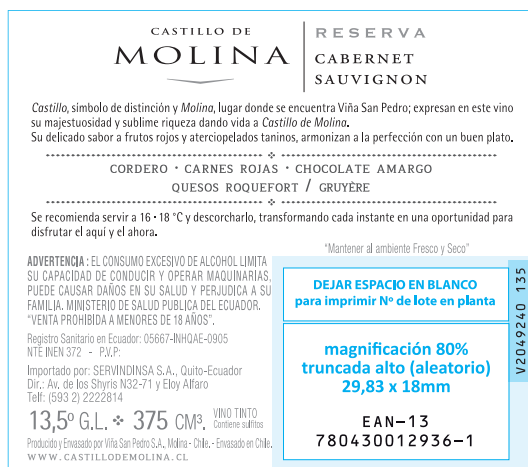 CASTILLO DE
MOLINA
RESERVA
CABERNET
SAUVIGNON
Castillo, símbolo de distinción y Molina, lugar donde se encuentra Viña San Pedro; expresan en este vino
su majestuosidad y sublime riqueza dando vida a Castillo de Molina.
Su delicado sabor a frutos rojos y aterciopelados taninos, armonizan a la perfección con un buen plato.
CORDERO · CARNES ROJAS · CHOCOLATE AMARGO
QUESOS ROQUEFORT / GRUYÈRE
Se recomienda servir a 16 - 18 °C y descorcharlo, transformando cada instante en una oportunidad para
disfrutar el aquí y el ahora.
"Mantener al ambiente Fresco y Seco"
ADVERTENCIA : EL CONSUMO EXCESIVO DE ALCOHOL LIMITA
SU CAPACIDAD DE CONDUCIR Y OPERAR MAQUINARIAS,
PUEDE CAUSAR DAÑOS EN SU SALUD Y PERJUDICA A SU
FAMILIA. MINISTERIO DE SALUD PUBLICA DEL ECUADOR.
"VENTA PROHIBIDA A MENORES DE 18 AÑOS".
Registro Sanitario en Ecuador: 05667-INHQAE-0905
NTE INEN 372 - P.V.P:
Importado por: SERVINDINSA S.A., Quito-Ecuador
Dir.: Av. de los Shyris N32-71 y Eloy Alfaro
Telf: (593 2) 2222814
13,5º G.L. 375 CM³. VINO TINTO
Contiene sulfitos
Producido y Envasado por Viña San Pedro S.A., Molina - Chile. - Envasado en Chile.
WWW.CASTILLODEMOLINA.CL
DEJAR ESPACIO EN BLANCO
para imprimir Nº de lote en planta
magnificación 80%
truncada alto (aleatorio)
29,83 x 18mm
EAN-13
780430012936-1
V2049240 135